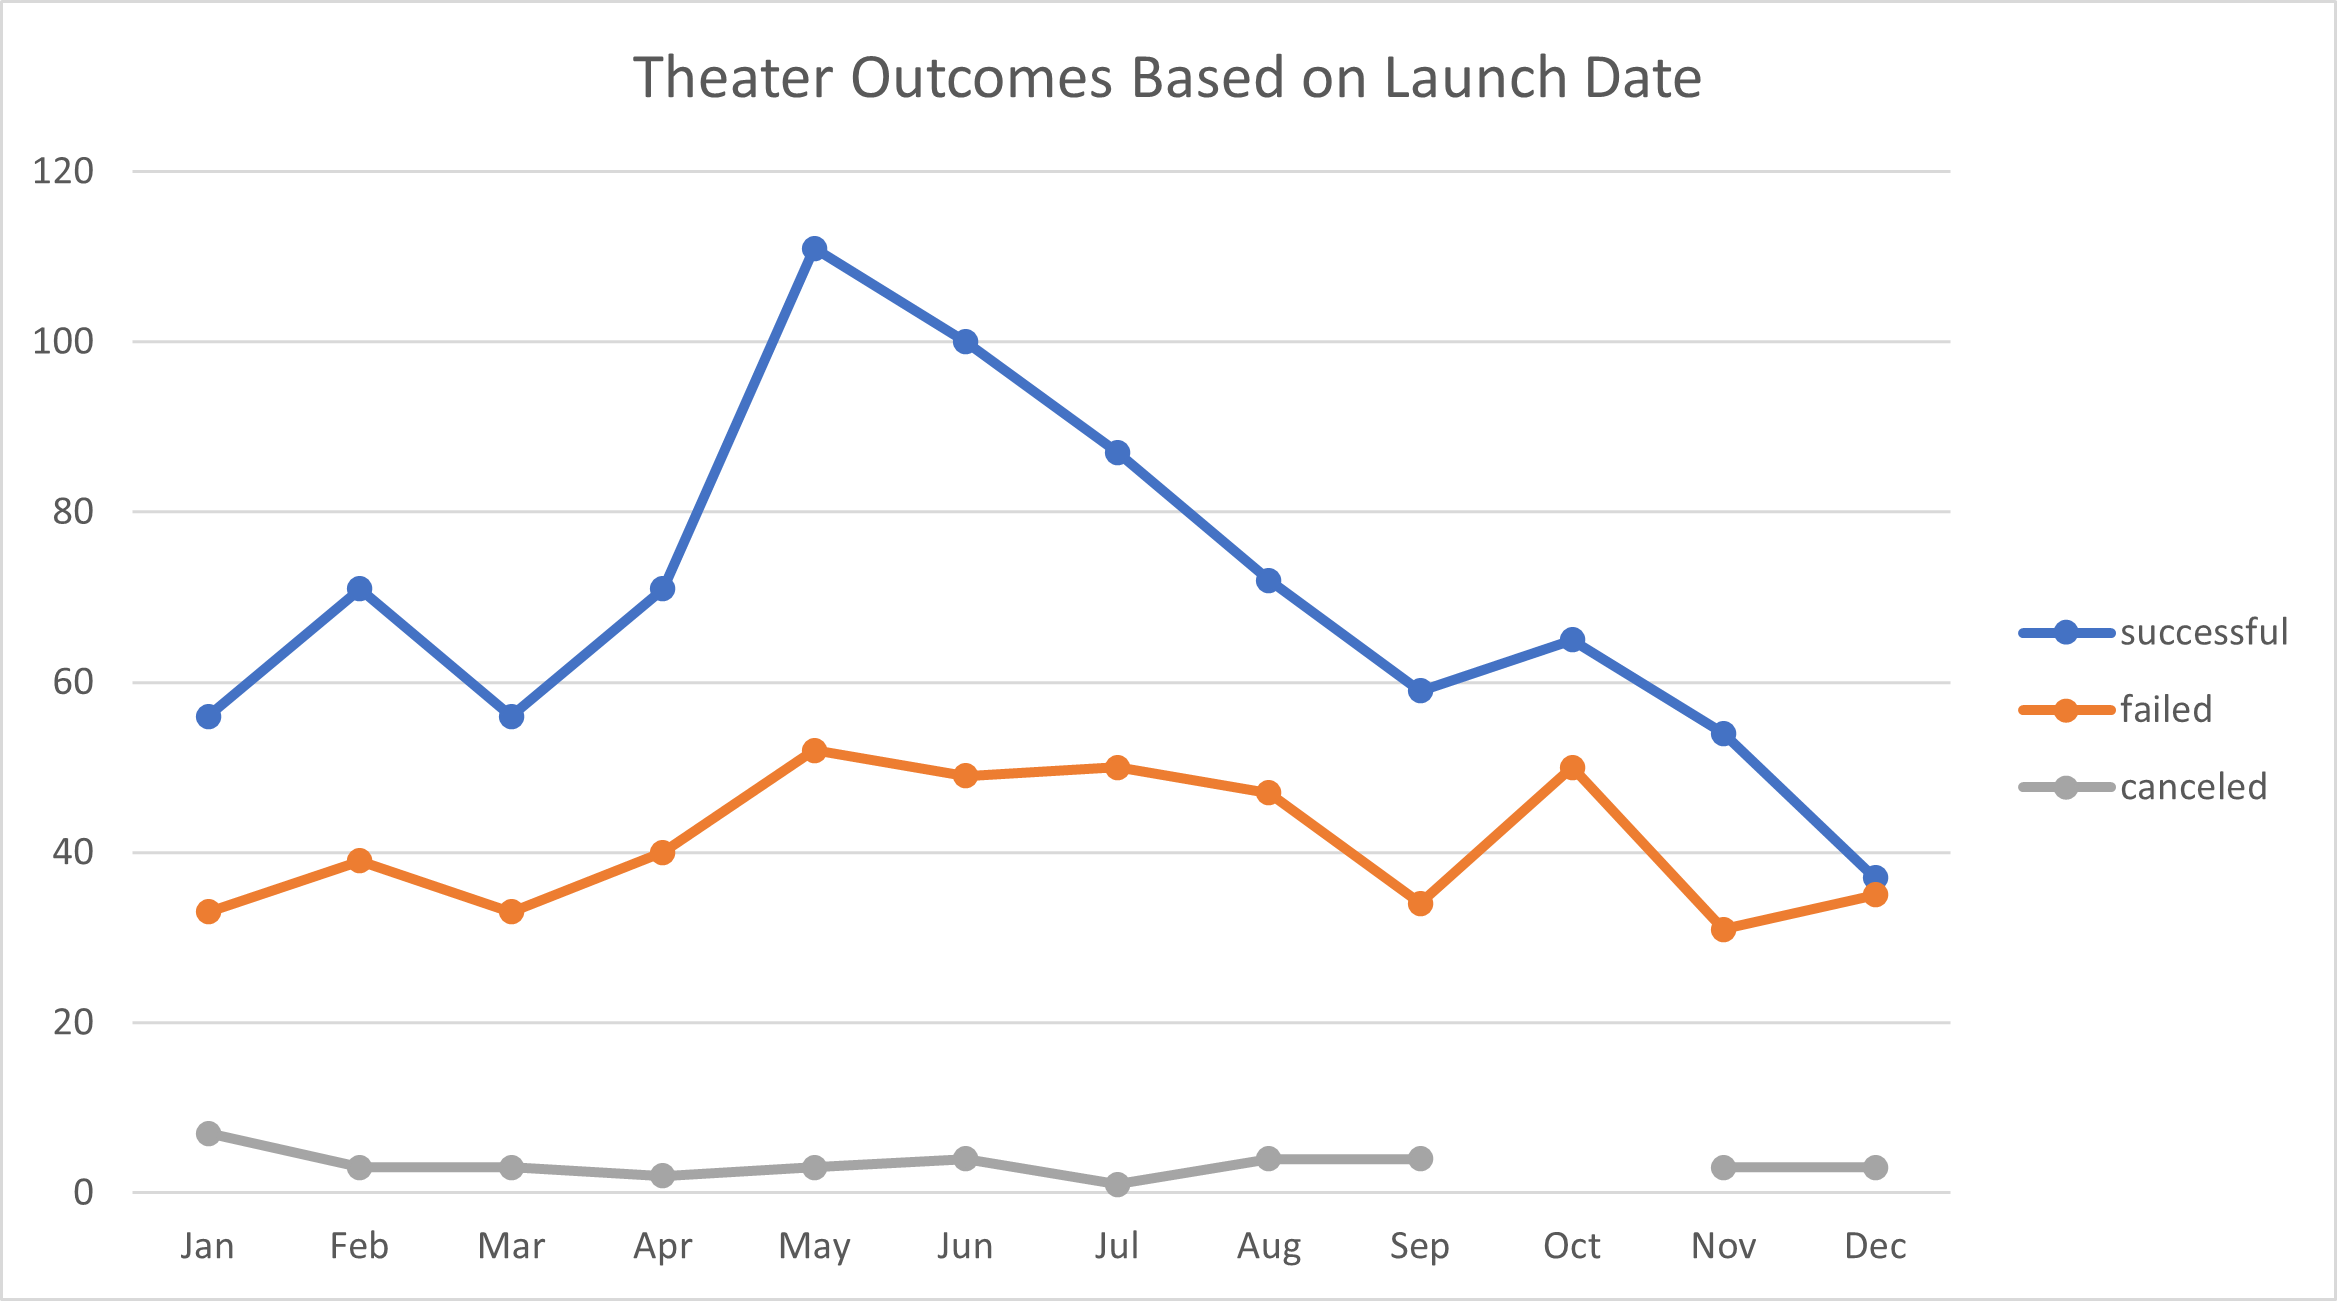 Theater Outcomes Based on Launch Date
120
100
80
60
40
20
0
Jan Feb Mar Apr May Jun Jul Aug Sep Oct Nov Dec
successful
failed
canceled